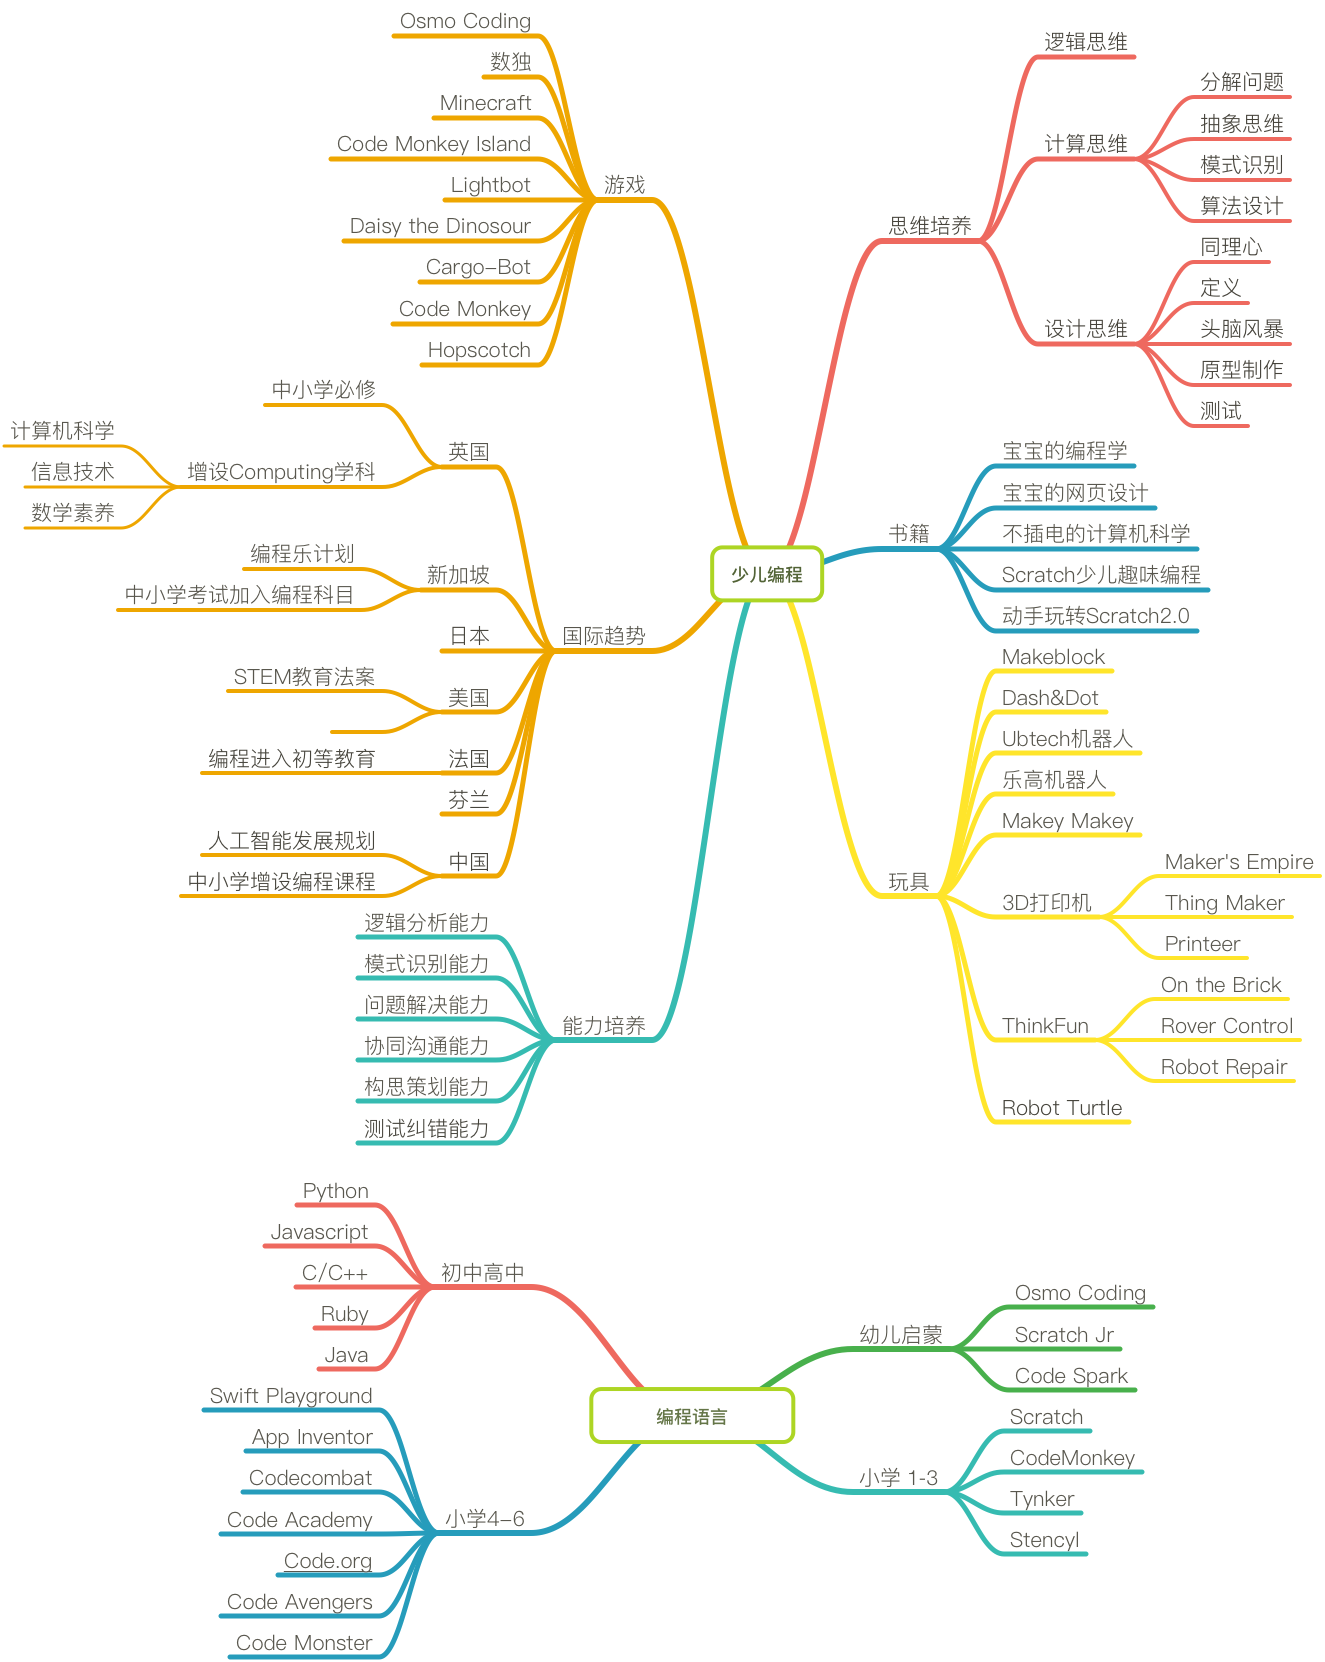 少儿编程
思维培养
逻辑思维
计算思维
分解问题
抽象思维
模式识别
算法设计
设计思维
同理心
定义
头脑风暴
原型制作
测试
书籍
宝宝的编程学
宝宝的网页设计
不插电的计算机科学
Scratch少儿趣味编程
动手玩转Scratch2.0
玩具
Makeblock
Dash&Dot
Ubtech机器人
乐高机器人
Makey Makey
3D打印机
Maker's Empire
Thing Maker
Printeer
ThinkFun
On the Brick
Rover Control
Robot Repair
Robot Turtle
游戏
Osmo Coding
数独
Minecraft
Code Monkey Island
Lightbot
Daisy the Dinosour
Cargo-Bot
Code Monkey
Hopscotch
国际趋势
英国
中小学必修
增设Computing学科
计算机科学
信息技术
数学素养
新加坡
编程乐计划
中小学考试加入编程科目
日本
美国
STEM教育法案
法国
编程进入初等教育
芬兰
中国
人工智能发展规划
中小学增设编程课程
能力培养
逻辑分析能力
模式识别能力
问题解决能力
协同沟通能力
构思策划能力
测试纠错能力
编程语言
幼儿启蒙
Osmo Coding
Scratch Jr
Code Spark
小学 1-3
Scratch
CodeMonkey
Tynker
Stencyl
初中高中
Python
Javascript
C/C++
Ruby
Java
小学4-6
Swift Playground
App Inventor
Codecombat
Code Academy
Code.org
Code Avengers
Code Monster